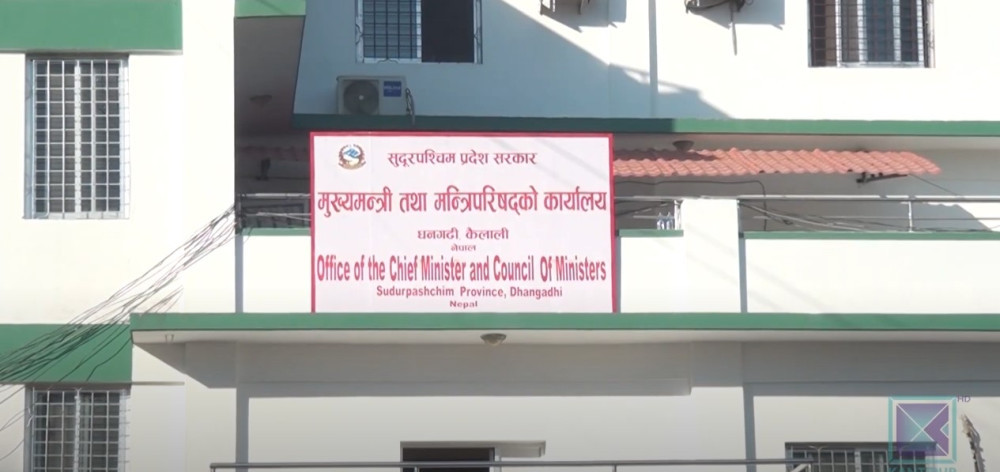 सुदूरपश्चिम प्रदेश सरकार
मुख्यमन्त्री तथा मन्त्रिपरिषद्को कार्यालय
धनगढी कैलाली
नेपाल
Office of the Chief Minister and Council Of Ministers
Sudurpashchim Province, Dhangadhi
Nepal
HD